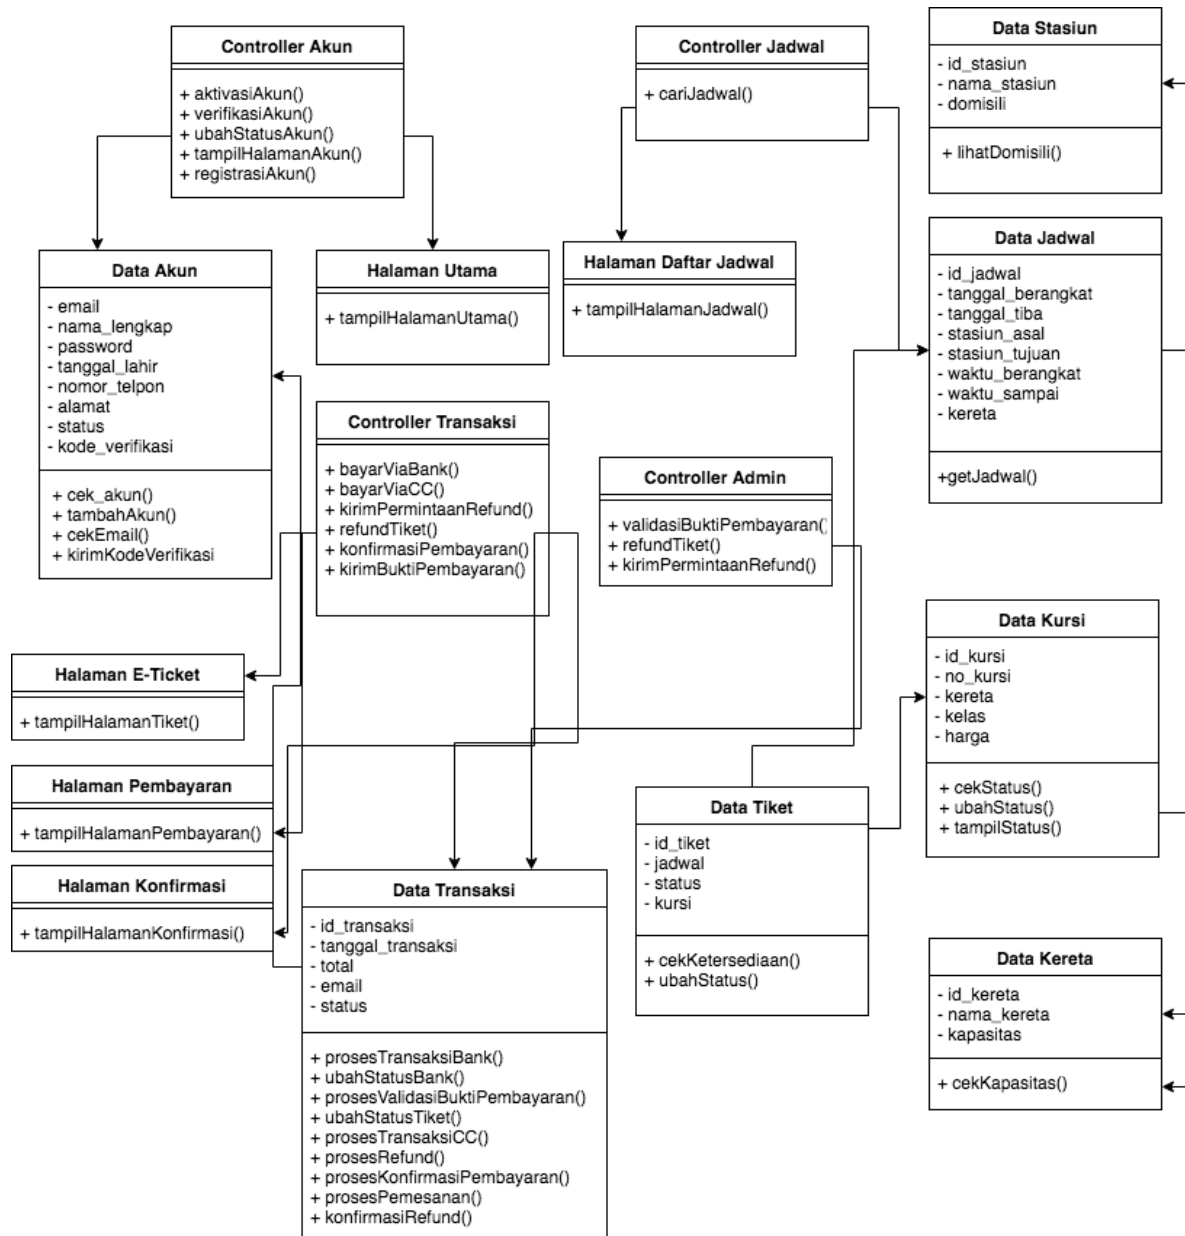 Controller Akun
+ aktivasiAkun()
+ verifikasiAkun()
+ ubahStatusAkun()
+ tampilHalamanAkun()
+ registrasiAkun()
Controller Jadwal
+ cariJadwal()
Data Stasiun
- id_stasiun
- nama_stasiun
- domisili
+ lihatDomisili()
Data Akun
- email
- nama_lengkap
- password
- tanggal_lahir
- nomor_telpon
- alamat
- status
- kode_verifikasi
+ cek_akun()
+ tambahAkun()
+ cekEmail()
+ kirimKodeVerifikasi
Halaman Utama
+ tampilHalamanUtama()
Halaman Daftar Jadwal
+ tampilHalamanJadwal()
Data Jadwal
- id_jadwal
- tanggal_berangkat
- tanggal_tiba
- stasiun_asal
- stasiun_tujuan
- waktu_berangkat
- waktu_sampai
- kereta
+getJadwal()
Controller Transaksi
+ bayarViaBank()
+ bayarViaCC()
+ kirimPermintaanRefund()
+ refundTiket()
+ konfirmasiPembayaran()
+ kirimBuktiPembayaran()
Controller Admin
+ validasiBuktiPembayaran()
+ refundTiket()
+ kirimPermintaanRefund()
Data Kursi
- id_kursi
- no_kursi
- kereta
- kelas
- harga
+ cekStatus()
+ ubahStatus()
+ tampilStatus()
Halaman E-Ticket
+ tampilHalamanTiket()
Halaman Pembayaran
+ tampilHalamanPembayaran()
Halaman Konfirmasi
+ tampilHalamanKonfirmasi()
Data Transaksi
- id_transaksi
- tanggal_transaksi
- total
- email
- status
+ prosesTransaksiBank()
+ ubahStatusBank()
+ prosesValidasiBuktiPembayaran()
+ ubahStatusTiket()
+ prosesTransaksiCC()
+ prosesRefund()
+ prosesKonfirmasiPembayaran()
+ prosesPemesanan()
+ konfirmasiRefund()
Data Tiket
- id_tiket
- jadwal
- status
- kursi
+ cekKetersediaan()
+ ubahStatus()
Data Kereta
- id_kereta
- nama_kereta
- kapasitas
+ cekKapasitas()